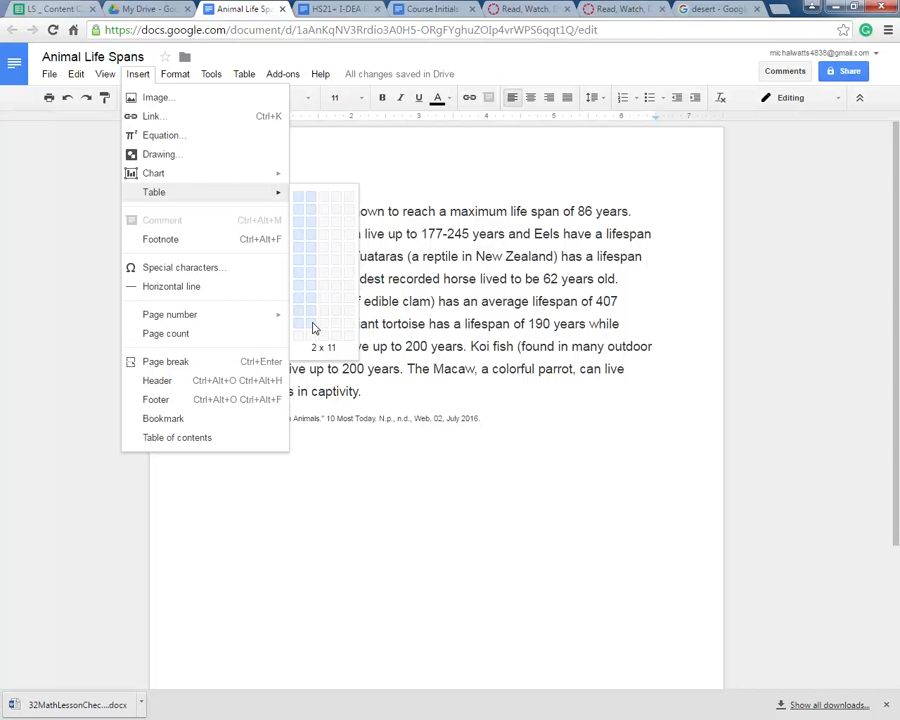 LS _ Content C
My Drive - Goog
Animal Life Spa
HS21+ I-DEA
Course Initials
Read, Watch, D
Read, Watch, E
desert - Google
https://docs.google.com/document/d/1aAnKqNV3Rrdio3A0H5-ORgFYghuZOIp4vrWPS6qqt1Q/edit
Animal Life Spans
michalwatts4838@gmail.com
File Edit View Insert Format Tools Table Add-ons Help All changes saved in Drive
Comments
Share
11 B I U A Editing
2 3 4 5 6 7
Image...
Link... Ctrl+K
Equation...
Drawing...
Chart
Table
Comment Ctrl+Alt+M
Footnote Ctrl+Alt+F
Special characters...
Horizontal line
Page number
Page count
Page break Ctrl+Enter
Header Ctrl+Alt+O Ctrl+Alt+H
Footer Ctrl+Alt+O Ctrl+Alt+F
Bookmark
Table of contents
2 x 11
own to reach a maximum life span of 86 years.
live up to 177-245 years and Eels have a lifespan
uataras (a reptile in New Zealand) has a lifespan
dest recorded horse lived to be 62 years old.
f edible clam) has an average lifespan of 407
ant tortoise has a lifespan of 190 years while
ve up to 200 years. Koi fish (found in many outdoor
ive up to 200 years. The Macaw, a colorful parrot, can live
s in captivity.
o Animals." 10 Most Today. N.p., n.d., Web. 02, July 2016.
32MathLessonChec....docx
Show all downloads...